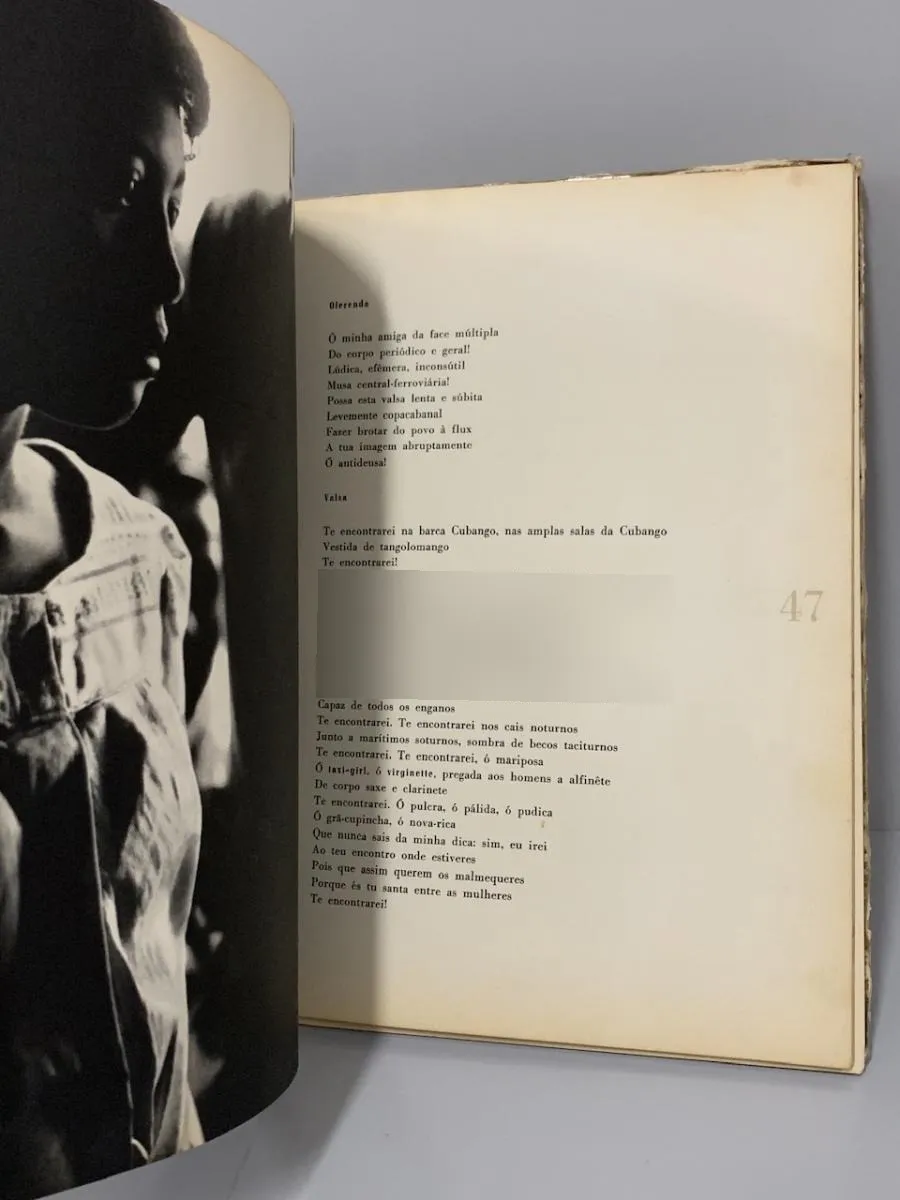 Oferenda
Ó minha amiga da face múltipla
Do corpo periódico e geral!
Lúdica, efêmera, inconsútil
Musa central-ferroviária!
Possa esta valsa lenta e súbita
Levemente copacabanal
Fazer brotar do povo à flux
A tua imagem abruptamente
Ó antideusa!
Valsa
Te encontrarei na barca Cubango, nas amplas salas da Cubango
Vestida de tangolomango
Te encontrarei!
47
Capaz de todos os enganos
Te encontrarei. Te encontrarei nos cais noturnos
Junto a marítimos soturnos, sombra de becos taciturnos
Te encontrarei. Te encontrarei, ó mariposa
Ó taxi-girl, ó virginette, pregada aos homens a alfinête
De corpo saxe e clarinete
Te encontrarei. Ó pulcra, ó pálida, ó pudica
Ó grã-cupincha, ó nova-rica
Que nunca sais da minha dica: sim, eu irei
Ao teu encontro onde estiveres
Pois que assim querem os malmequeres
Porque és tu santa entre as mulheres
Te encontrarei!